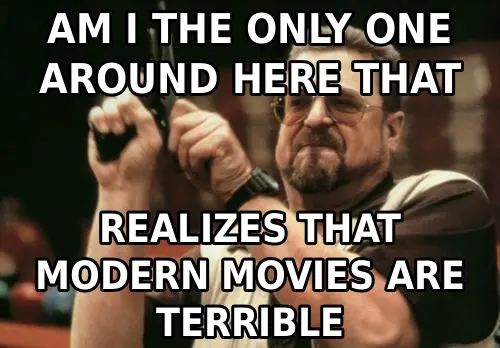 AM I THE ONLY ONE
AROUND HERE THAT
REALIZES THAT
MODERN MOVIES ARE
TERRIBLE